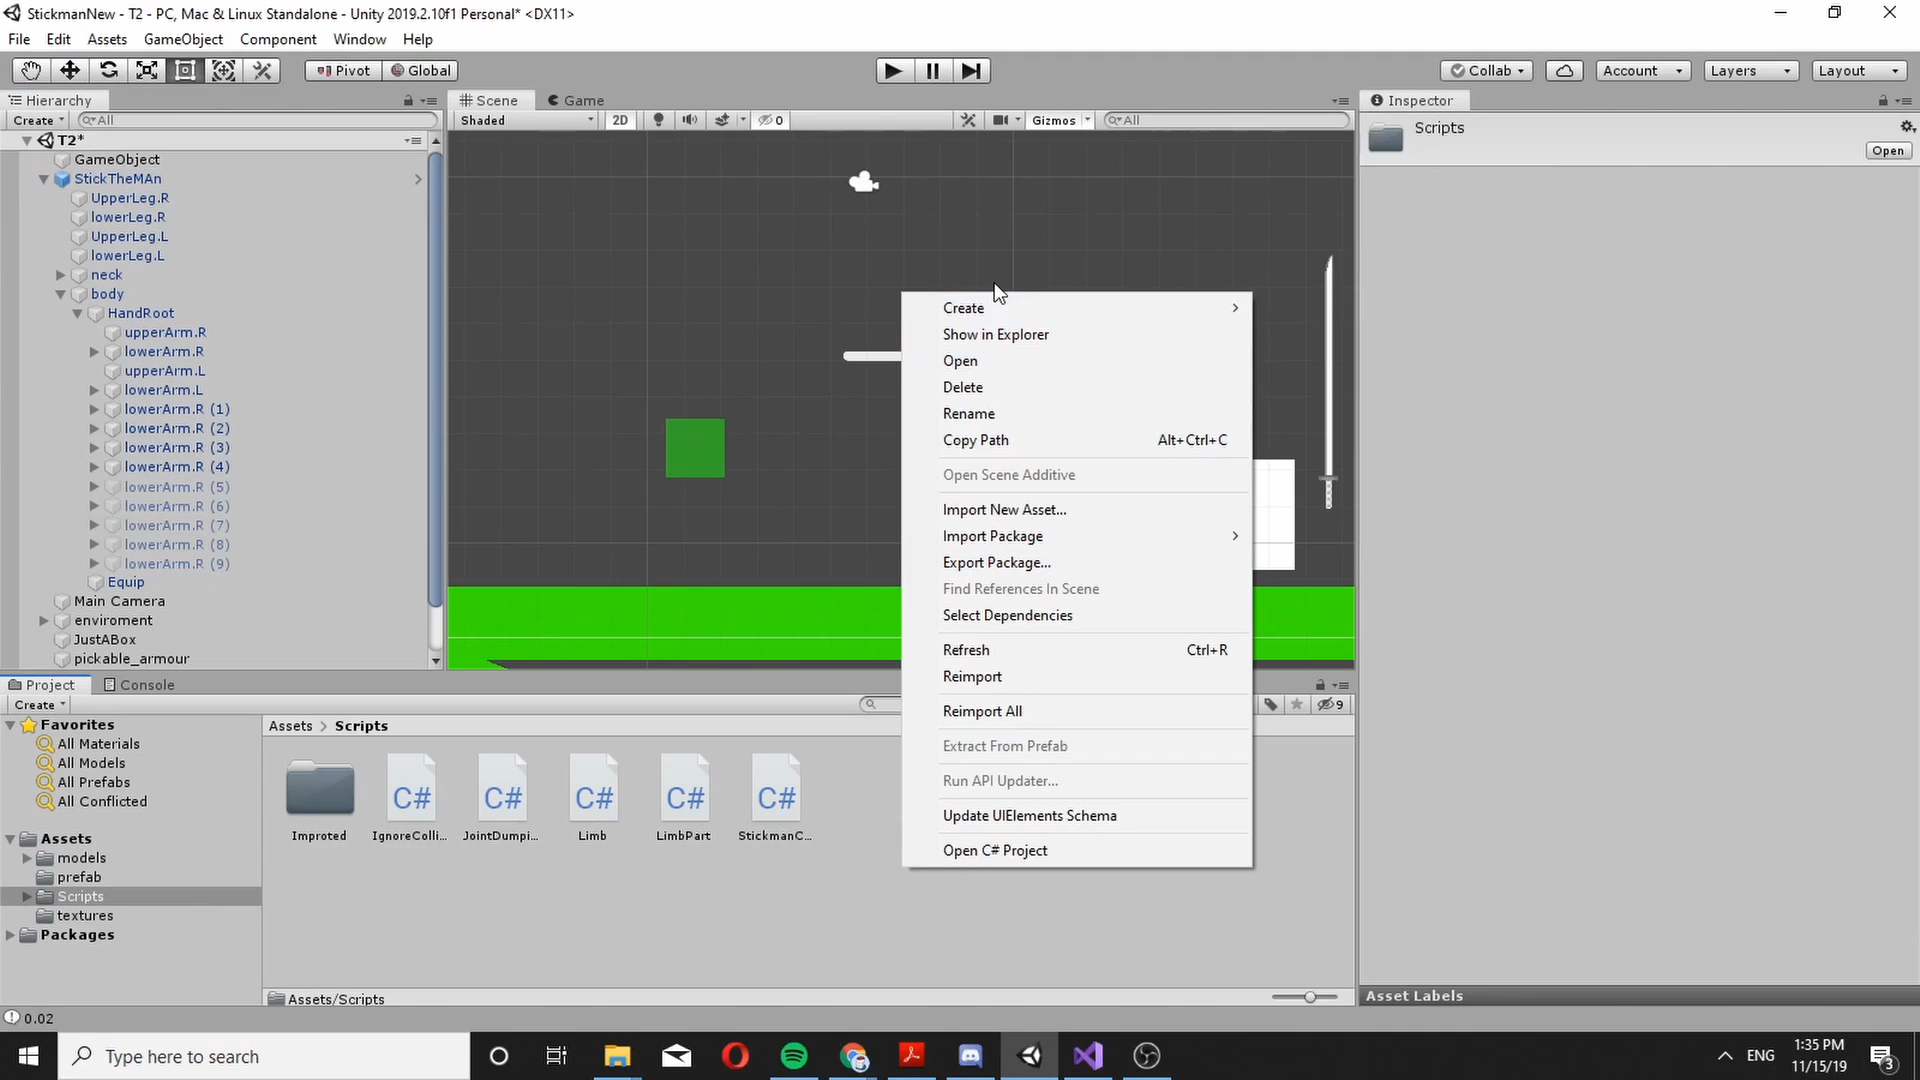 StickmanNew - T2 - PC, Mac & Linux Standalone - Unity 2019.2.10f1 Personal* <DX11>
File Edit Assets GameObject Component Window Help
Pivot Global Collab Account Layers Layout
Hierarchy
Create All
T2*
GameObject
StickTheMAn
UpperLeg.R
lowerLeg.R
UpperLeg.L
lowerLeg.L
neck
body
HandRoot
upperArm.R
lowerArm.R
upperArm.L
lowerArm.L
lowerArm.R (1)
lowerArm.R (2)
lowerArm.R (3)
lowerArm.R (4)
lowerArm.R (5)
lowerArm.R (6)
lowerArm.R (7)
lowerArm.R (8)
lowerArm.R (9)
Equip
Main Camera
enviroment
JustABox
pickable_armour
Scene Game
Shaded 2D 0 Gizmos All
Create
Show in Explorer
Open
Delete
Rename
Copy Path Alt+Ctrl+C
Open Scene Additive
Import New Asset...
Import Package
Export Package...
Find References In Scene
Select Dependencies
Refresh Ctrl+R
Reimport
Reimport All
Extract From Prefab
Run API Updater...
Update UIElements Schema
Open C# Project
Inspector
Scripts
Open
Asset Labels
Project Console
Create 9
Favorites
All Materials
All Models
All Prefabs
All Conflicted
Assets
models
prefab
Scripts
textures
Packages
Assets > Scripts
C# C# C# C# C#
Improted IgnoreColli... JointDumpi... Limb LimbPart StickmanC...
Assets/Scripts
0.02
Type here to search
ENG
1:35 PM
11/15/19
3